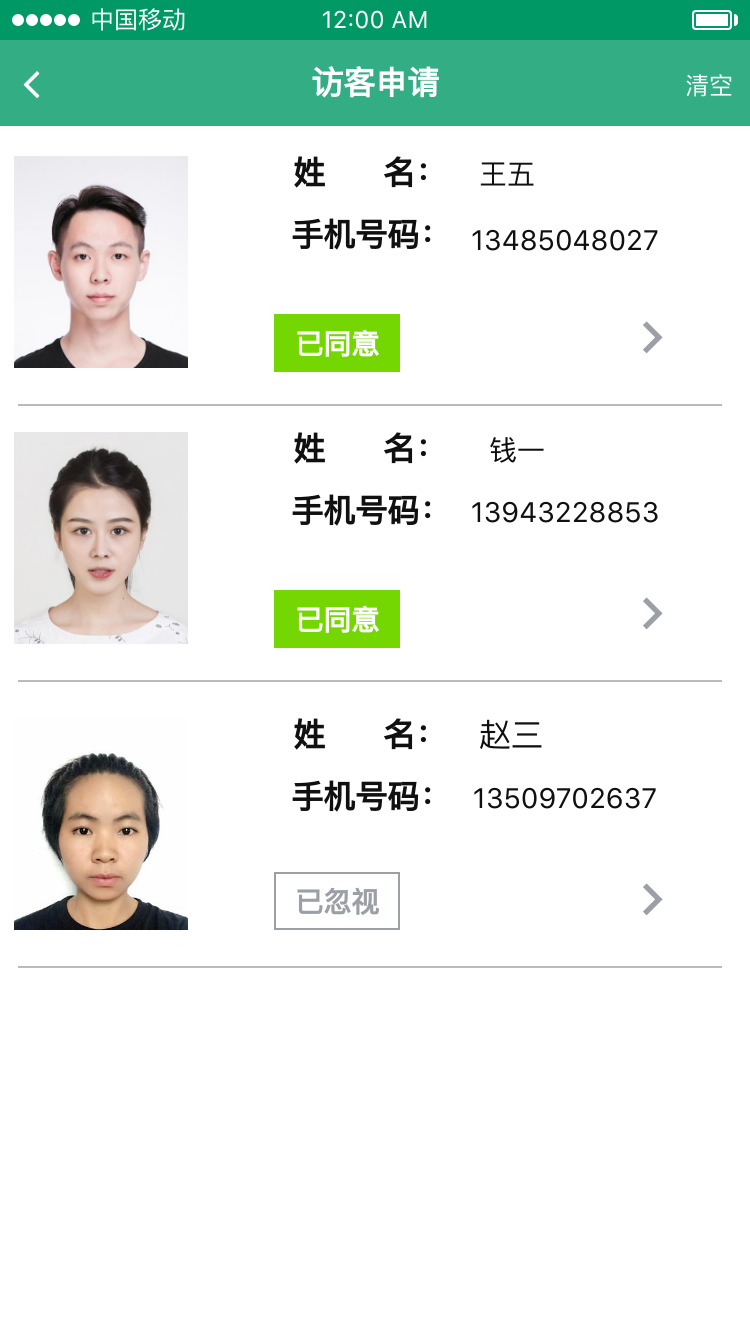 中国移动 12:00 AM
访客申请 清空
姓 名： 王五
手机号码： 13485048027
已同意
姓 名： 钱一
手机号码： 13943228853
已同意
姓 名： 赵三
手机号码： 13509702637
已忽视